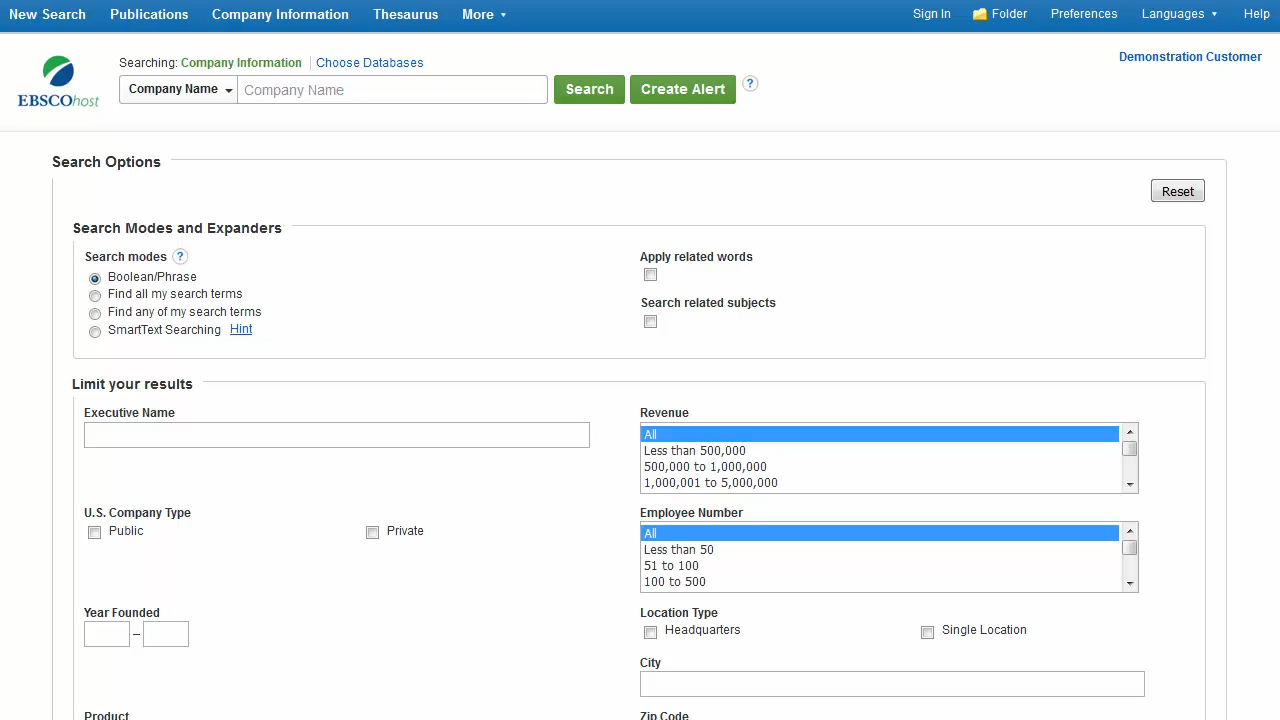 New Search Publications Company Information Thesaurus More Sign In Folder Preferences Languages Help
Searching: Company Information Choose Databases Demonstration Customer
EBSCOhost
Company Name Company Name Search Create Alert ?
Search Options
Reset
Search Modes and Expanders
Search modes ?
Boolean/Phrase
Find all my search terms
Find any of my search terms
SmartText Searching Hint
Apply related words
Search related subjects
Limit your results
Executive Name
Revenue
All
Less than 500,000
500,000 to 1,000,000
1,000,001 to 5,000,000
U.S. Company Type
Public Private
Employee Number
All
Less than 50
51 to 100
100 to 500
Year Founded
–
Location Type
Headquarters Single Location
City
Product
Zip Code